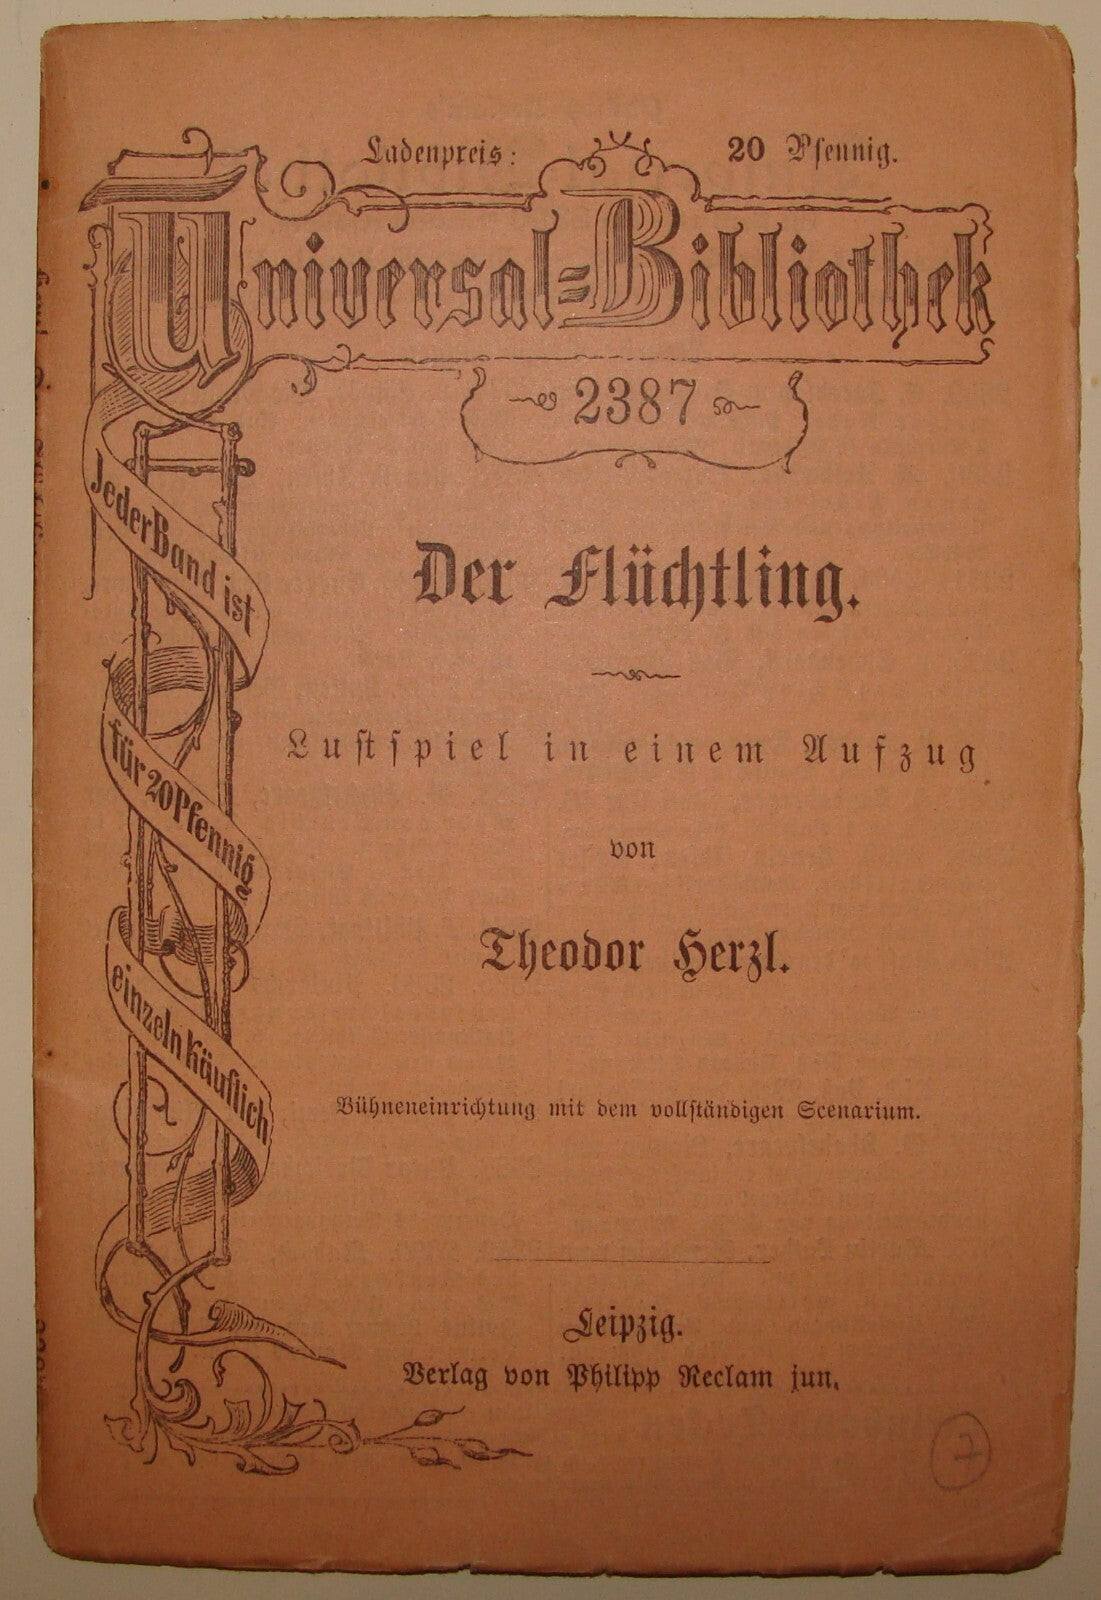 Ladenpreis: 20 Pfennig.
Universal-Bibliothek
2387
Jeder Band ist
für 20 Pfennig
einzeln käuflich
Der Flüchtling.
Lustspiel in einem Aufzug
von
Theodor Herzl.
Bühneneinrichtung mit dem vollständigen Scenarium.
Leipzig.
Verlag von Philipp Reclam jun.
7